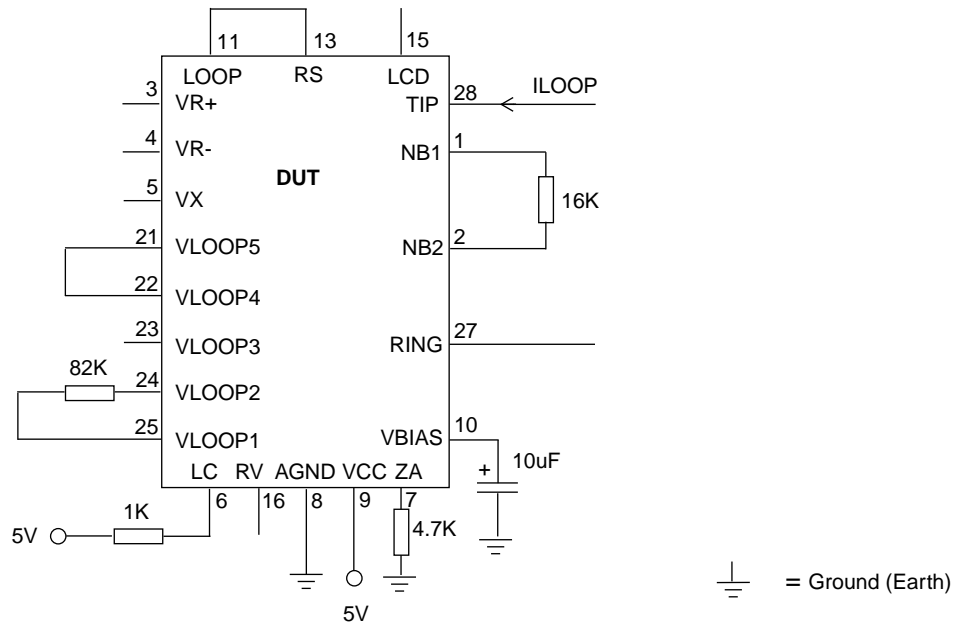 11 13 15
LOOP RS LCD
3 VR+ TIP 28 ILOOP
4 VR- NB1 1
DUT
5 VX 16K
21 VLOOP5 NB2 2
22 VLOOP4
23 VLOOP3 RING 27
82K 24 VLOOP2
25 VLOOP1 VBIAS 10
LC RV AGND VCC ZA + 10uF
6 16 8 9 7
1K 4.7K
5V
= Ground (Earth)
5V